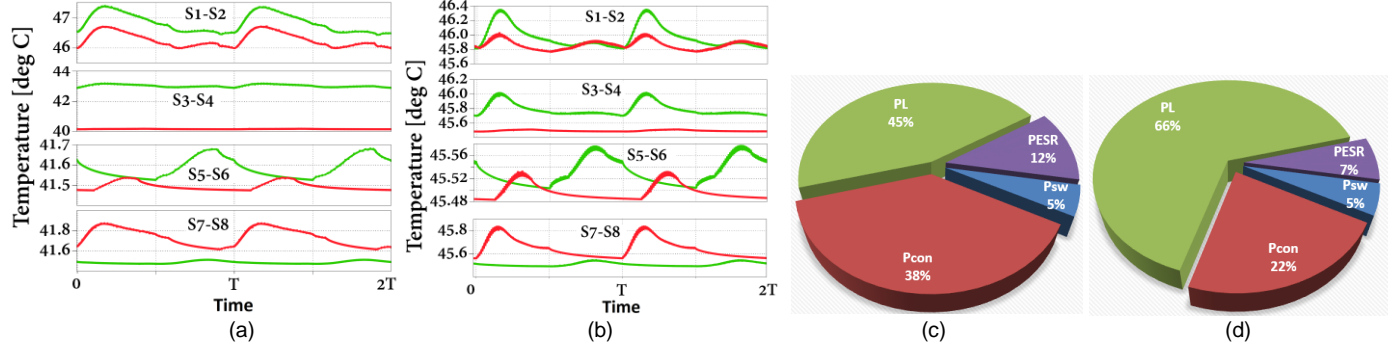 Temperature [deg C]
47
46
S1-S2
44
42
40
S3-S4
41.6
41.5
S5-S6
41.8
41.6
S7-S8
0
T
2T
Time
(a)
Temperature [deg C]
46.4
46.2
46.0
45.8
45.6
S1-S2
46.2
46.0
45.8
45.6
S3-S4
45.56
45.52
45.48
S5-S6
45.8
45.6
S7-S8
T
2T
Time
(b)
PL
45%
PESR
12%
Psw
5%
Pcon
38%
(c)
PL
66%
PESR
7%
Psw
5%
Pcon
22%
(d)